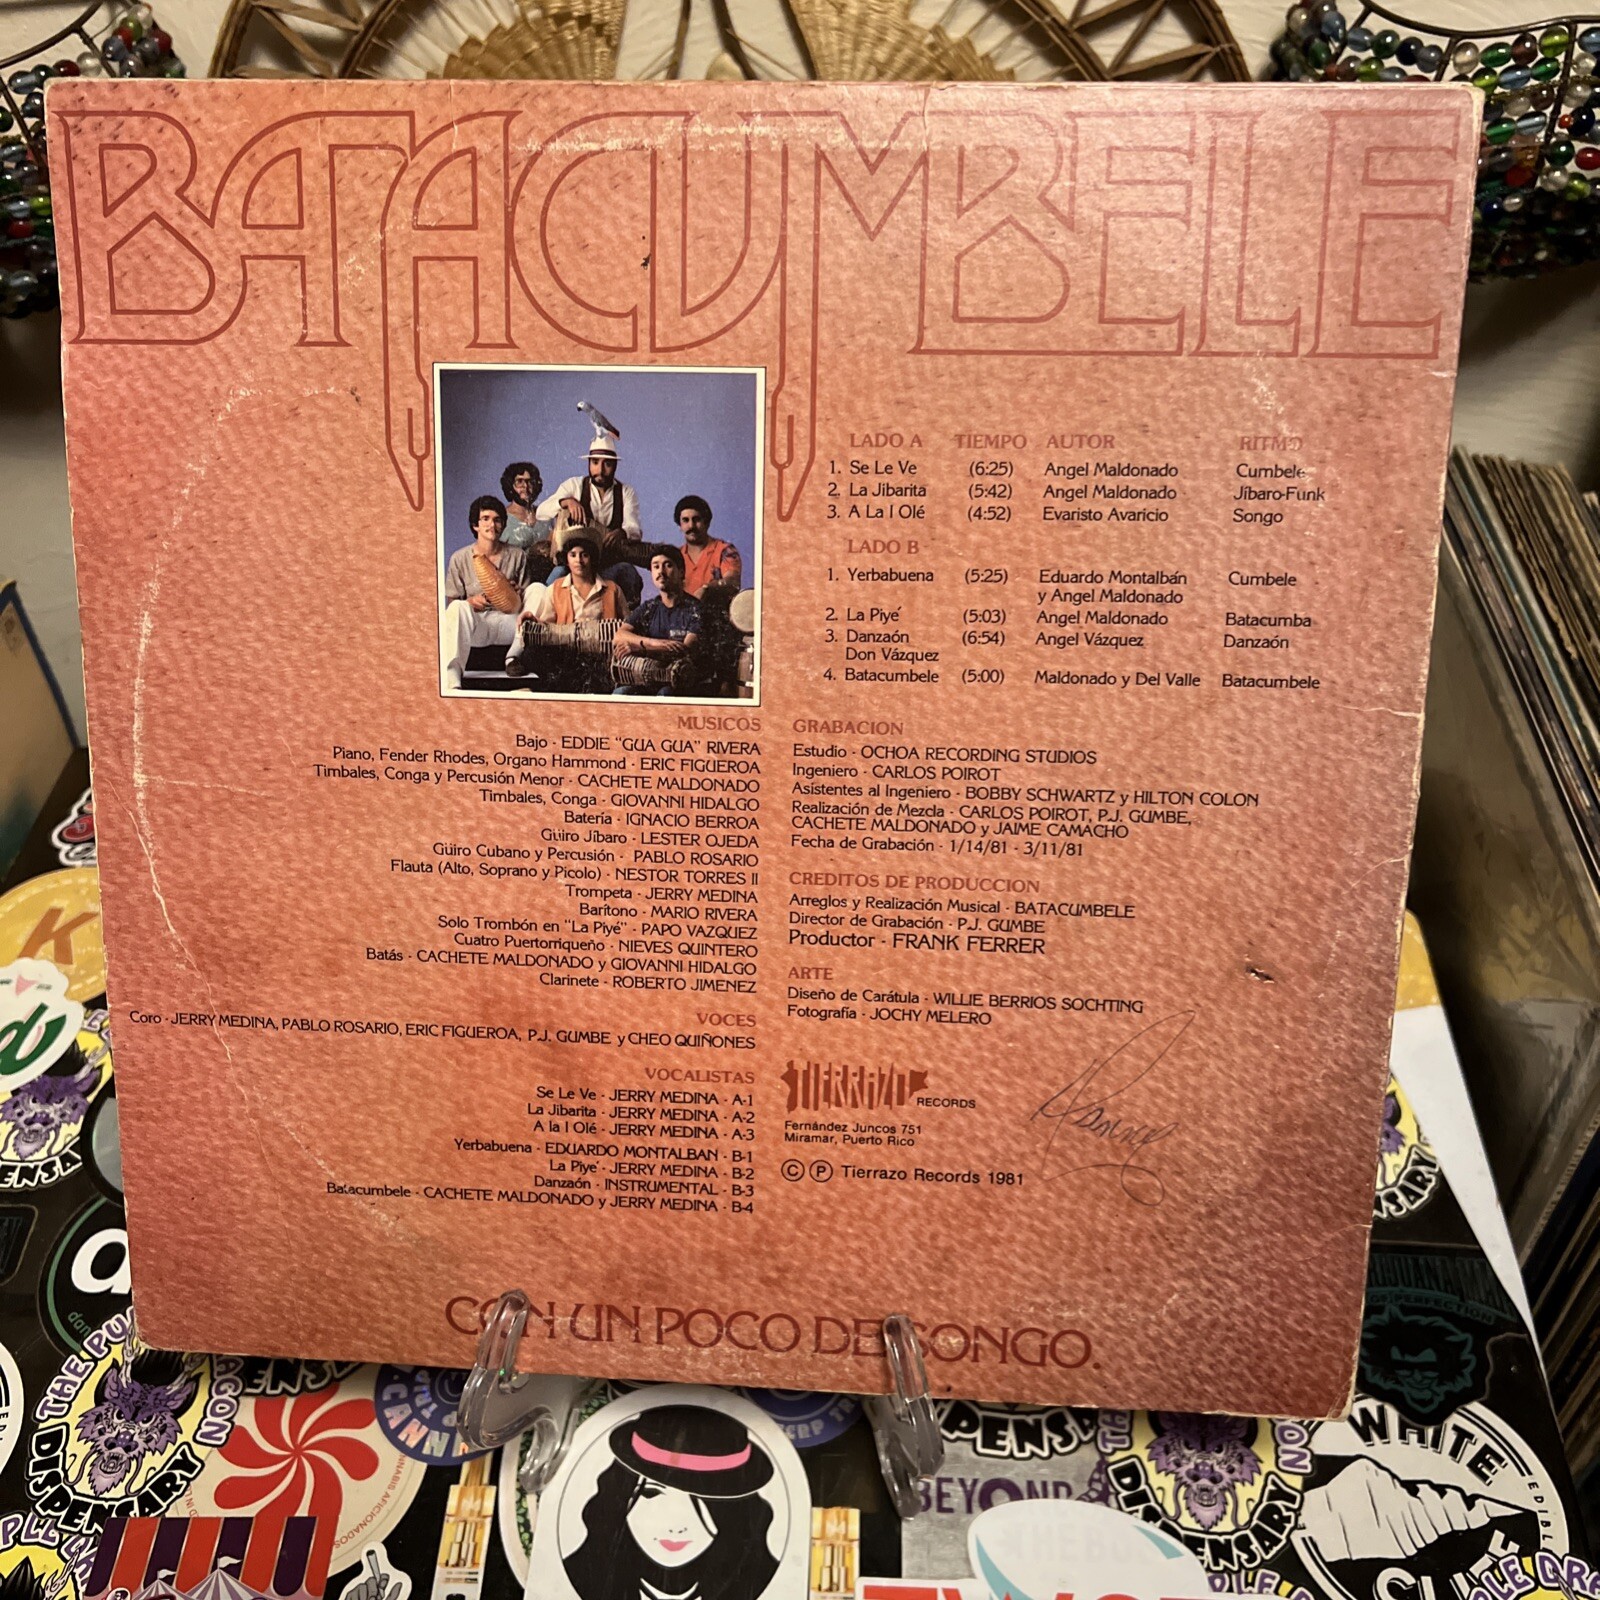 BATACUMBELE
LADO A TIEMPO AUTOR RITMO
1. Se Le Ve (6:25) Angel Maldonado Cumbele
2. La Jibarita (5:42) Angel Maldonado Jíbaro-Funk
3. A La I Olé (4:52) Evaristo Avaricio Songo
LADO B
1. Yerbabuena (5:25) Eduardo Montalbán Cumbele
y Angel Maldonado
2. La Piyé (5:03) Angel Maldonado Batacumba
3. Danzaón (6:54) Angel Vázquez Danzaón
Don Vázquez
4. Batacumbele (5:00) Maldonado y Del Valle Batacumbele
MUSICOS
Bajo - EDDIE "GUA GUA" RIVERA
Piano, Fender Rhodes, Organo Hammond - ERIC FIGUEROA
Timbales, Conga y Percusión Menor - CACHETE MALDONADO
Timbales, Conga - GIOVANNI HIDALGO
Batería - IGNACIO BERROA
Güiro Jíbaro - LESTER OJEDA
Güiro Cubano y Percusión - PABLO ROSARIO
Flauta (Alto, Soprano y Picolo) - NESTOR TORRES II
Trompeta - JERRY MEDINA
Barítono - MARIO RIVERA
Solo Trombón en "La Piyé" - PAPO VAZQUEZ
Cuatro Puertorriqueño - NIEVES QUINTERO
Batás - CACHETE MALDONADO y GIOVANNI HIDALGO
Clarinete - ROBERTO JIMENEZ
VOCES
Coro - JERRY MEDINA, PABLO ROSARIO, ERIC FIGUEROA, P.J. GUMBE y CHEO QUIÑONES
VOCALISTAS
Se Le Ve - JERRY MEDINA - A-1
La Jibarita - JERRY MEDINA - A-2
A la I Olé - JERRY MEDINA - A-3
Yerbabuena - EDUARDO MONTALBAN - B-1
La Piye´ - JERRY MEDINA - B-2
Danzaón - INSTRUMENTAL - B-3
Batacumbele - CACHETE MALDONADO y JERRY MEDINA - B-4
GRABACION
Estudio - OCHOA RECORDING STUDIOS
Ingeniero - CARLOS POIROT
Asistentes al Ingeniero - BOBBY SCHWARTZ y HILTON COLON
Realización de Mezcla - CARLOS POIROT, P.J. GUMBE,
CACHETE MALDONADO y JAIME CAMACHO
Fecha de Grabación - 1/14/81 - 3/11/81
CREDITOS DE PRODUCCION
Arreglos y Realización Musical - BATACUMBELE
Director de Grabación - P.J. GUMBE
Productor - FRANK FERRER
ARTE
Diseño de Carátula - WILLIE BERRIOS SOCHTING
Fotografía - JOCHY MELERO
TIERRAZO RECORDS
Fernández Juncos 751
Miramar, Puerto Rico
© ℗ Tierrazo Records 1981
CON UN POCO DE SONGO.
DISPENSARY
WHITE
BEYOND